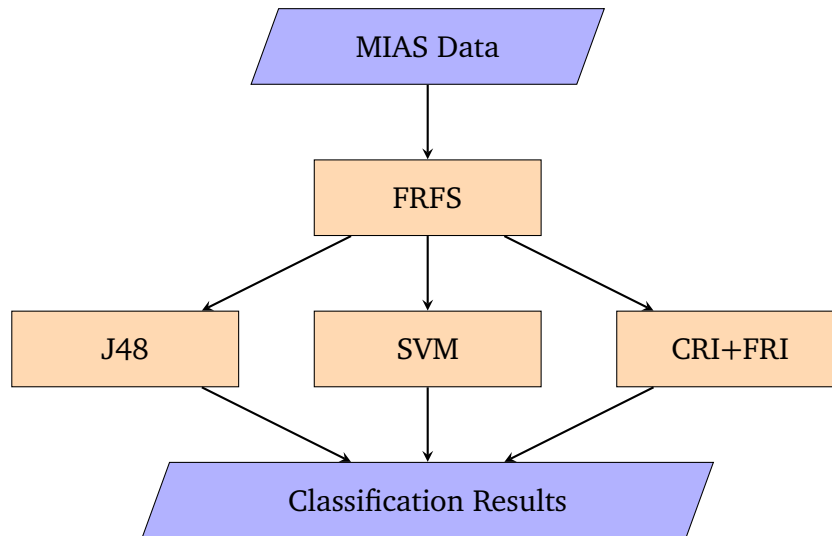 MIAS Data
FRFS
J48
SVM
CRI+FRI
Classification Results